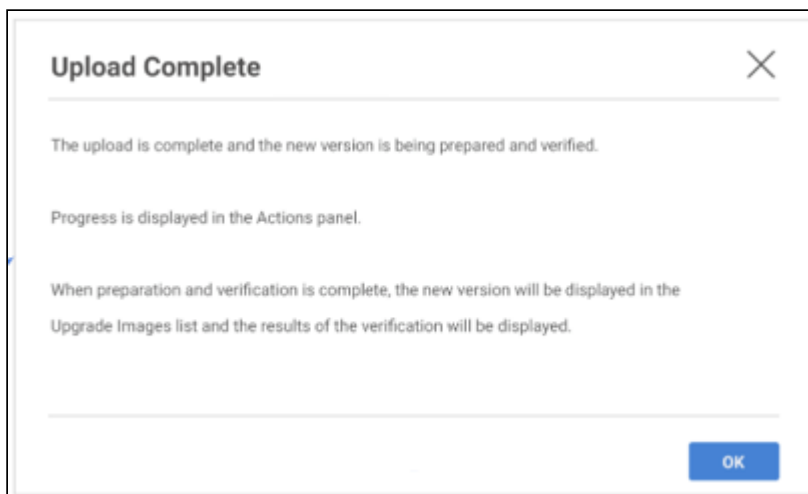 Upload Complete
The upload is complete and the new version is being prepared and verified.
Progress is displayed in the Actions panel.
When preparation and verification is complete, the new version will be displayed in the
Upgrade Images list and the results of the verification will be displayed.
OK